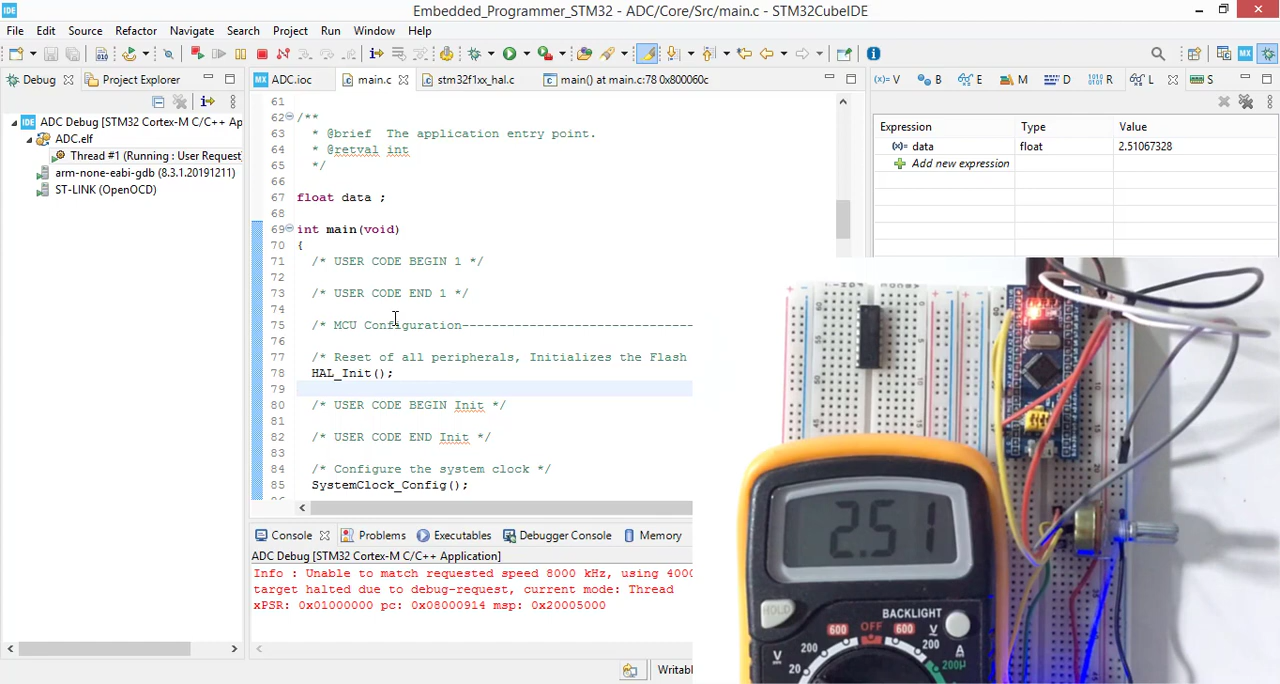 Embedded_Programmer_STM32 - ADC/Core/Src/main.c - STM32CubeIDE
File Edit Source Refactor Navigate Search Project Run Target Window Help
Debug Project Explorer
ADC Debug [STM32 Cortex-M C/C++ Ap
ADC.elf
Thread #1 (Running : User Request
arm-none-eabi-gdb (8.3.1.20191211)
ST-LINK (OpenOCD)
ADC.ioc main.c stm32f1xx_hal.c main() at main.c:78 0x800080c
61
62 /**
63 * @brief The application entry point.
64 * @retval int
65 */
66
67 float data ;
68
69 int main(void)
70 {
71 /* USER CODE BEGIN 1 */
72
73 /* USER CODE END 1 */
74
75 /* MCU Configuration--------------------------------
76
77 /* Reset of all peripherals, Initializes the Flash
78 HAL_Init();
79
80 /* USER CODE BEGIN Init */
81
82 /* USER CODE END Init */
83
84 /* Configure the system clock */
85 SystemClock_Config();
Console Problems Executables Debugger Console Memory
ADC Debug [STM32 Cortex-M C/C++ Application]
Info : Unable to match requested speed 8000 kHz, using 4000
target halted due to debug-request, current mode: Thread
xPSR: 0x01000000 pc: 0x08000914 msp: 0x20005000
Writabl
(x)= V B E M D R L S
Expression Type Value
(x)= data float 2.51067328
Add new expression
2.51
HOLD
BACKLIGHT
600 OFF 600 V
200 200 A
V 200µ
20